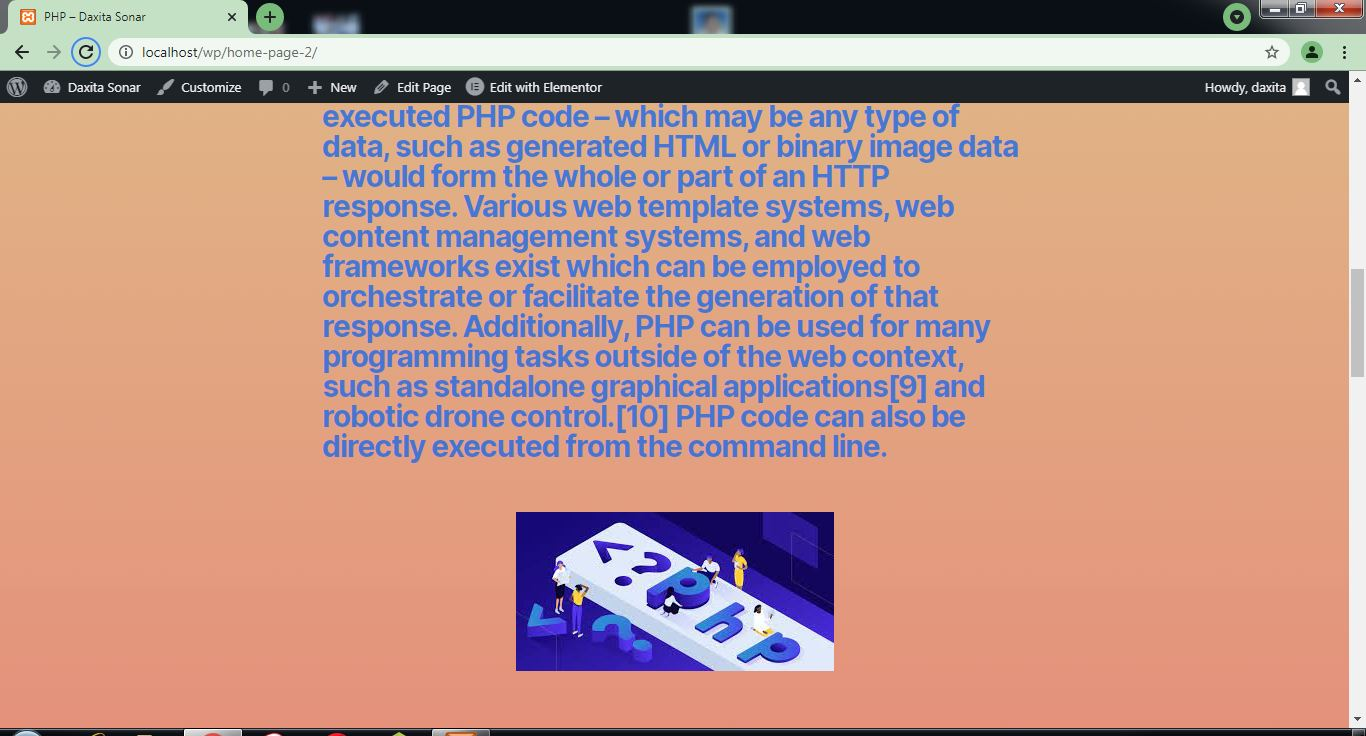 PHP – Daxita Sonar
localhost/wp/home-page-2/
Daxita Sonar Customize 0 New Edit Page Edit with Elementor Howdy, daxita
executed PHP code – which may be any type of
data, such as generated HTML or binary image data
– would form the whole or part of an HTTP
response. Various web template systems, web
content management systems, and web
frameworks exist which can be employed to
orchestrate or facilitate the generation of that
response. Additionally, PHP can be used for many
programming tasks outside of the web context,
such as standalone graphical applications[9] and
robotic drone control.[10] PHP code can also be
directly executed from the command line.
<?php
<?